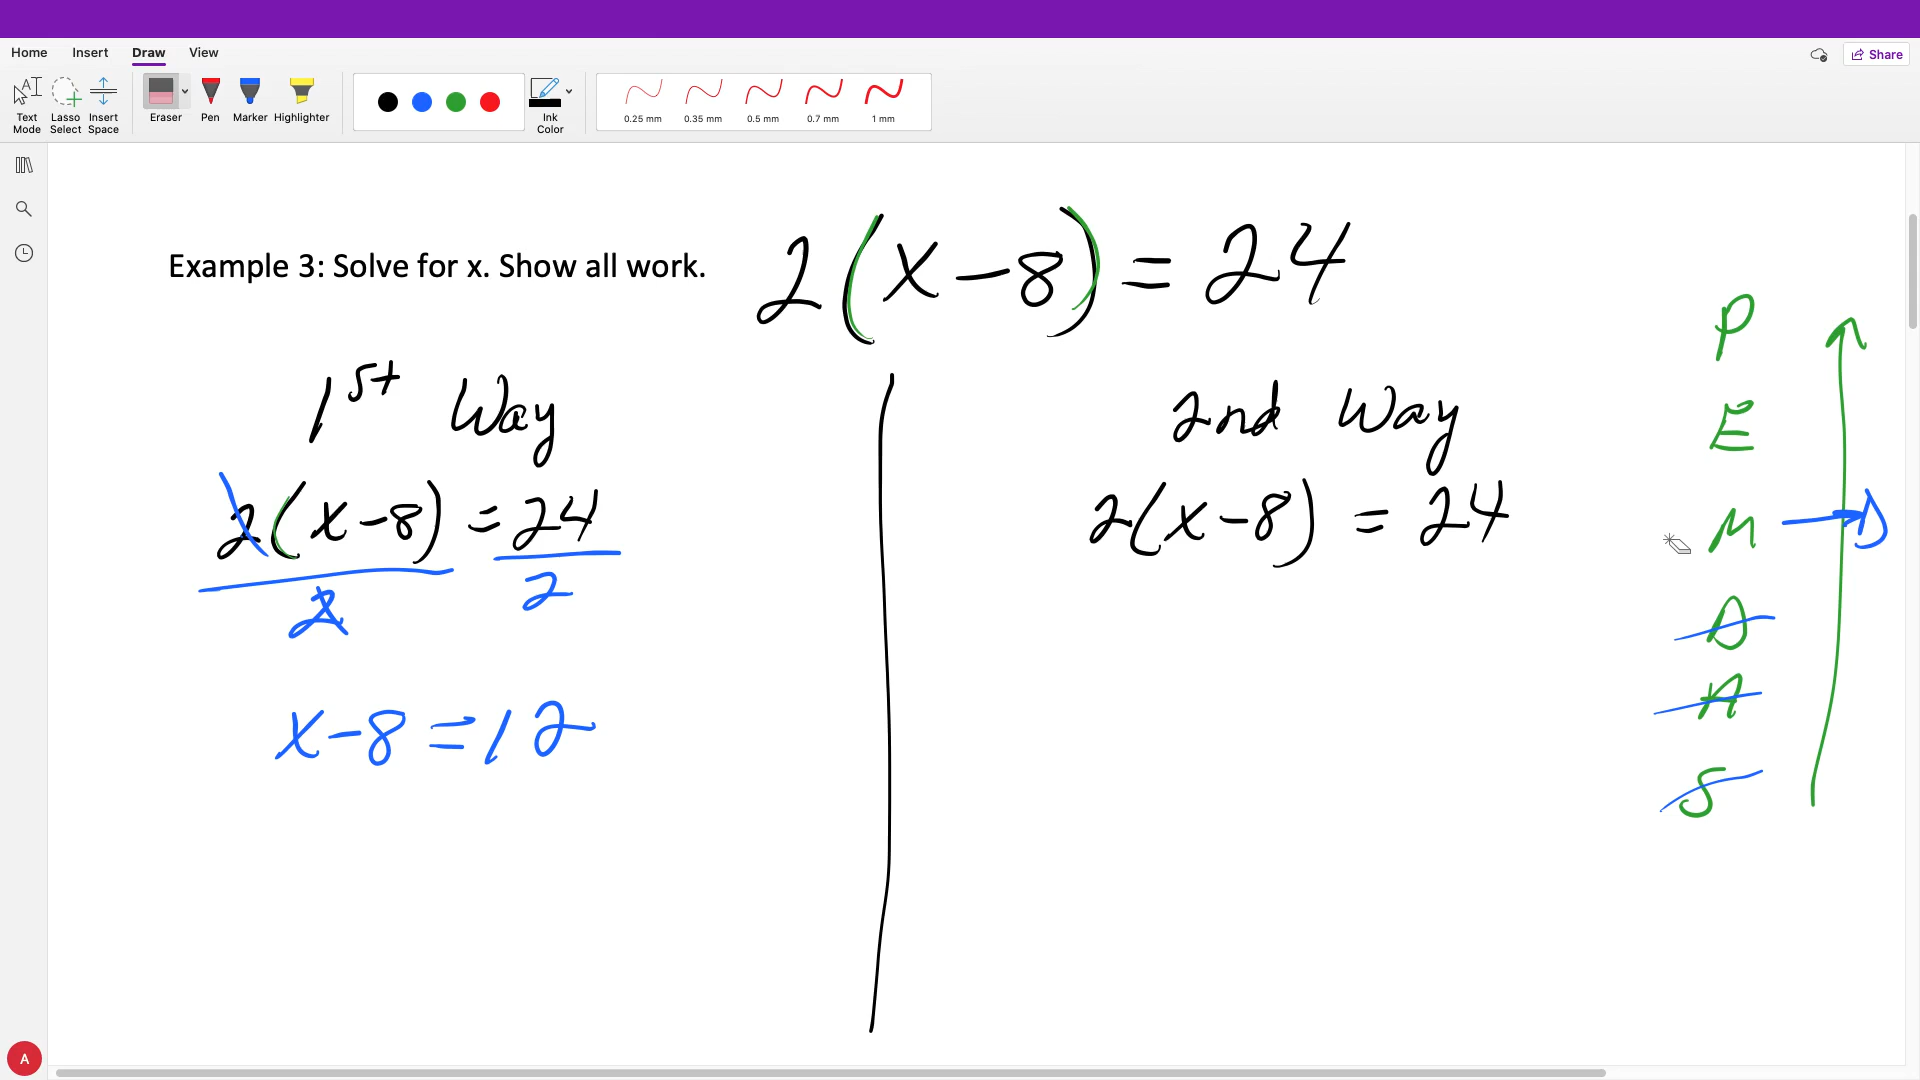 Home Insert Draw View
Share
Text Mode
Lasso Select
Insert Space
Eraser
Pen
Marker
Highlighter
Ink Color
0.25 mm
0.35 mm
0.5 mm
0.7 mm
1 mm
Example 3: Solve for x. Show all work.
2(x-8) = 24
1st Way
2(x-8) = 24
2 2
x-8 = 12
2nd Way
2(x-8) = 24
P
E
M → D
A
A
S
A